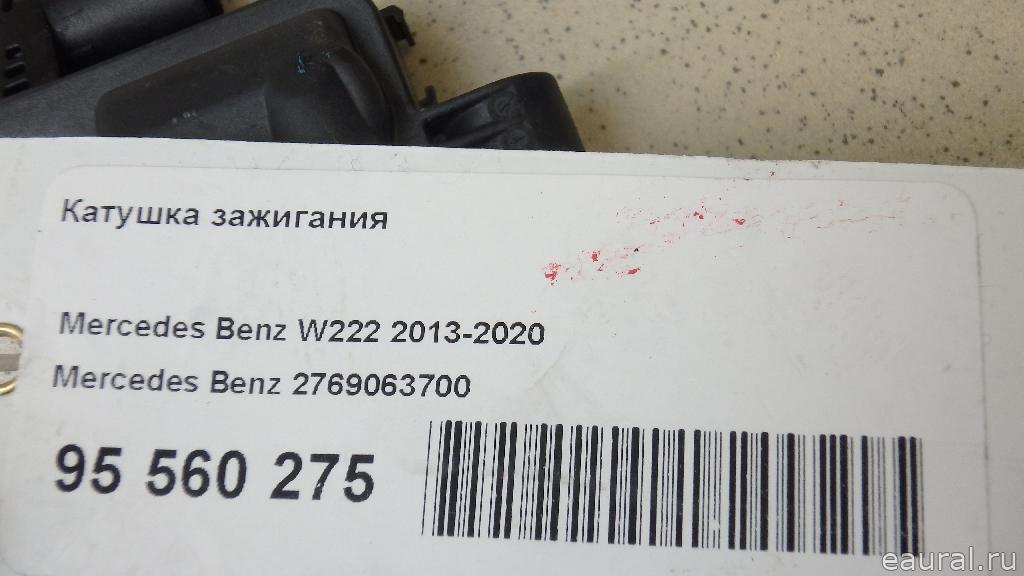 Катушка зажигания
Mercedes Benz W222 2013-2020
Mercedes Benz 2769063700
95 560 275
eaural.ru